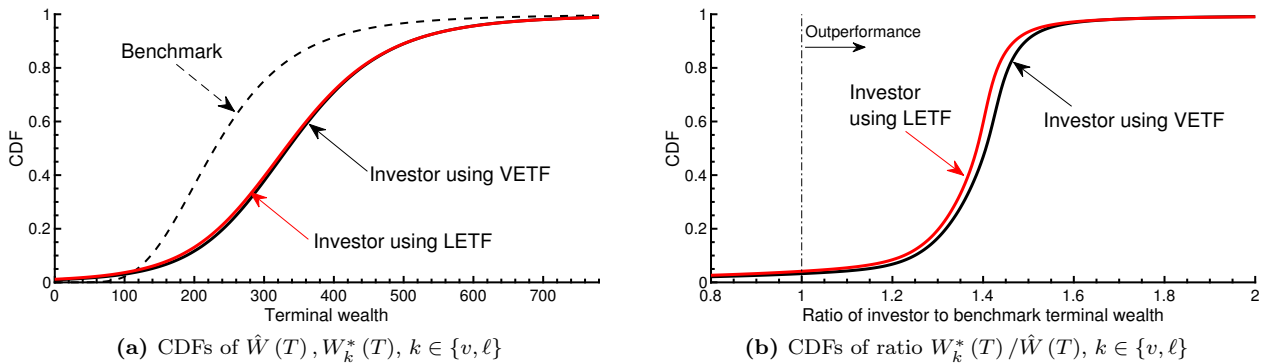 1
0.8
0.6
0.4
0.2
0
CDF
Benchmark
Investor using VETF
Investor using LETF
0 100 200 300 400 500 600 700
Terminal wealth
(a) CDFs of Ŵ (T) , W*ₖ (T), k ∈ {v, ℓ}
1
0.8
0.6
0.4
0.2
0
CDF
Outperformance
Investor
using LETF
Investor using VETF
0.8 1 1.2 1.4 1.6 1.8 2
Ratio of investor to benchmark terminal wealth
(b) CDFs of ratio W*ₖ (T) /Ŵ (T), k ∈ {v, ℓ}